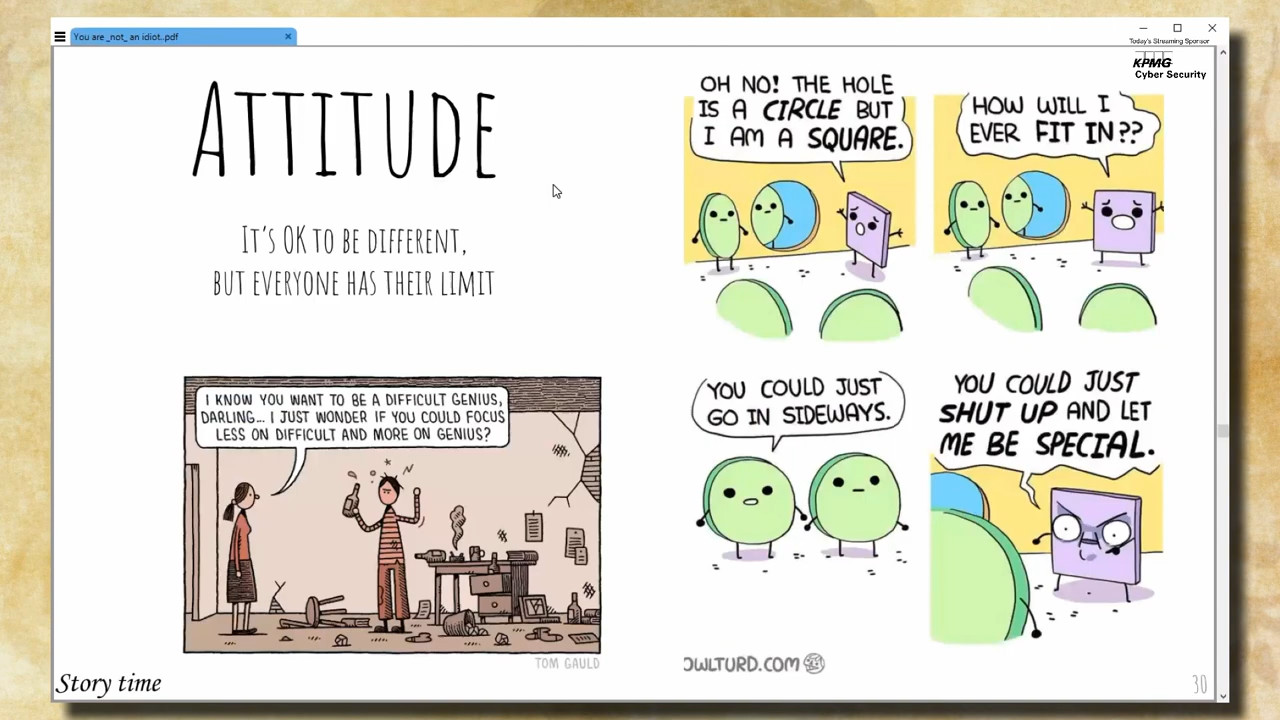 You are _not_ an idiot..pdf
Today's Streaming Sponsor
KPMG
Cyber Security
ATTITUDE
IT'S OK TO BE DIFFERENT,
BUT EVERYONE HAS THEIR LIMIT
I KNOW YOU WANT TO BE A DIFFICULT GENIUS,
DARLING... I JUST WONDER IF YOU COULD FOCUS
LESS ON DIFFICULT AND MORE ON GENIUS?
TOM GAULD
OH NO! THE HOLE
IS A CIRCLE BUT
I AM A SQUARE.
HOW WILL I
EVER FIT IN??
YOU COULD JUST
GO IN SIDEWAYS.
YOU COULD JUST
SHUT UP AND LET
ME BE SPECIAL.
OWLTURD.COM
Story time
30